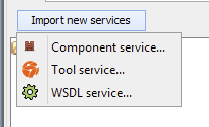 Import new services
Component service...
Tool service...
WSDL service...